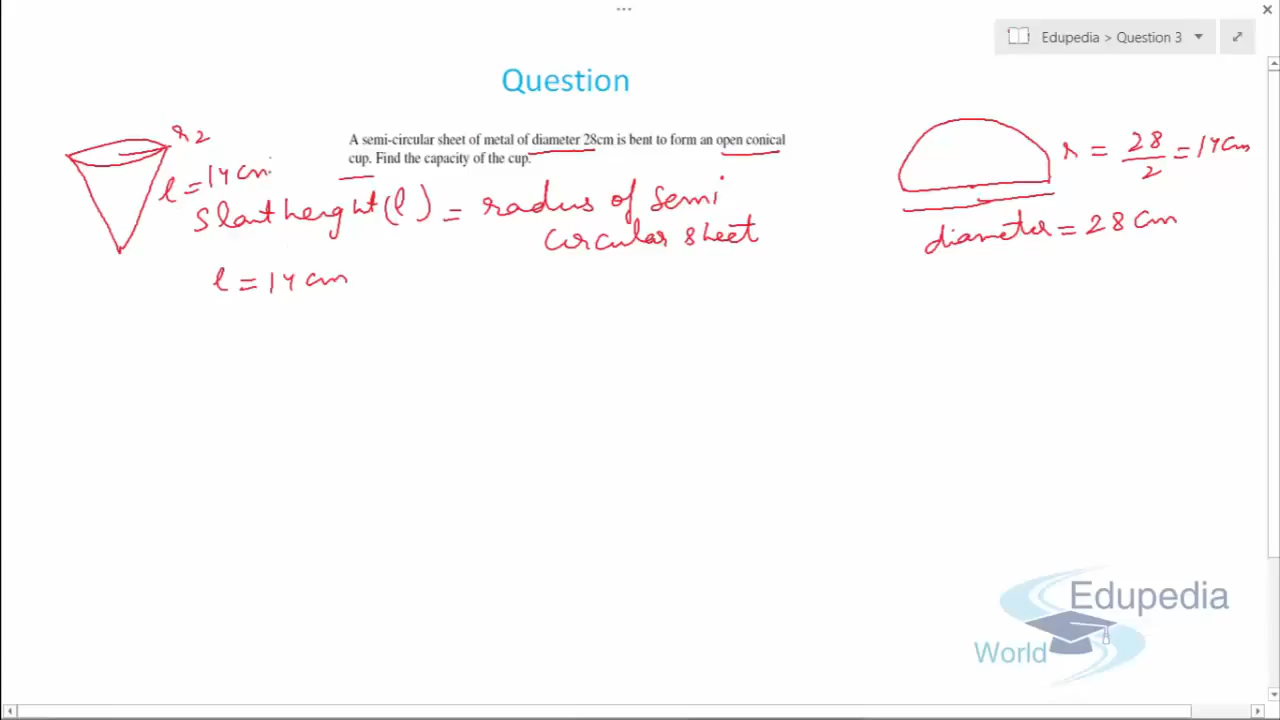 Edupedia > Question 3
Question
A semi-circular sheet of metal of diameter 28cm is bent to form an open conical
cup. Find the capacity of the cup.
r2
l = 14 cm
Slant height (l) = radius of semi
circular sheet
l = 14 cm
r = 28/2 = 14 cm
diameter = 28 cm
Edupedia
World